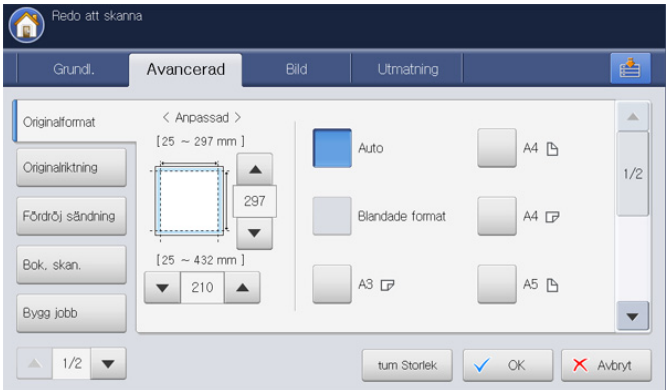 Redo att skanna
Grundl.
Avancerad
Bild
Utmatning
Originalformat
Originalriktning
Fördröj sändning
Bok, skan.
Bygg jobb
1/2
< Anpassad >
[25 ~ 297 mm ]
297
[25 ~ 432 mm ]
210
Auto
Blandade format
A3
A4
A4
A5
1/2
tum Storlek
OK
Avbryt